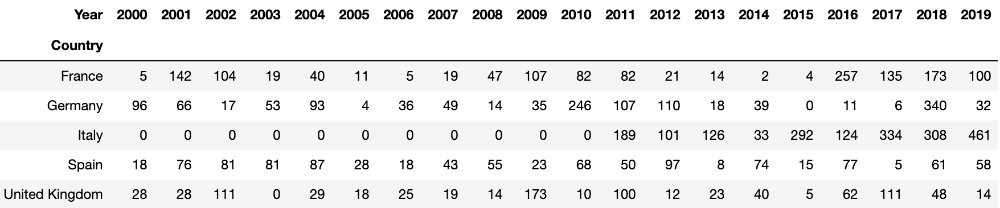 Year 2000 2001 2002 2003 2004 2005 2006 2007 2008 2009 2010 2011 2012 2013 2014 2015 2016 2017 2018 2019
Country
France 5 142 104 19 40 11 5 19 47 107 82 82 21 14 2 4 257 135 173 100
Germany 96 66 17 53 93 4 36 49 14 35 246 107 110 18 39 0 11 6 340 32
Italy 0 0 0 0 0 0 0 0 0 0 0 189 101 126 33 292 124 334 308 461
Spain 18 76 81 81 87 28 18 43 55 23 68 50 97 8 74 15 77 5 61 58
United Kingdom 28 28 111 0 29 18 25 19 14 173 10 100 12 23 40 5 62 111 48 14